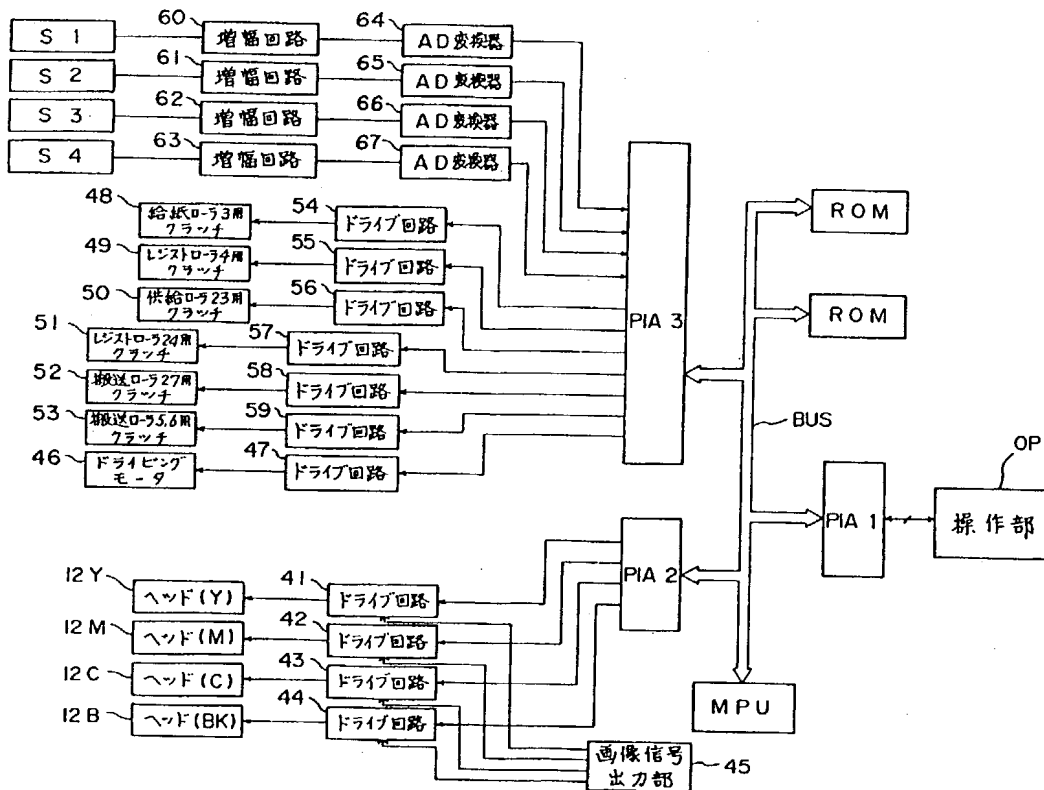 60
64
S 1
増幅回路
AD変換器
61
65
S 2
増幅回路
AD変換器
62
66
S 3
増幅回路
AD変換器
63
67
S 4
増幅回路
AD変換器
48
給紙ローラ3用
クラッチ
54
ドライブ回路
49
レジストローラ4用
クラッチ
55
ドライブ回路
50
供給ローラ23用
クラッチ
56
ドライブ回路
51
レジストローラ24用
クラッチ
57
ドライブ回路
52
搬送ローラ27用
クラッチ
58
ドライブ回路
53
搬送ローラ5,6用
クラッチ
59
ドライブ回路
46
ドライビング
モータ
47
ドライブ回路
PIA 3
ROM
ROM
BUS
OP
PIA 1
操作部
PIA 2
MPU
12Y
ヘッド(Y)
41
ドライブ回路
12M
ヘッド(M)
42
ドライブ回路
12C
ヘッド(C)
43
ドライブ回路
12B
ヘッド(BK)
44
ドライブ回路
画像信号
出力部
45